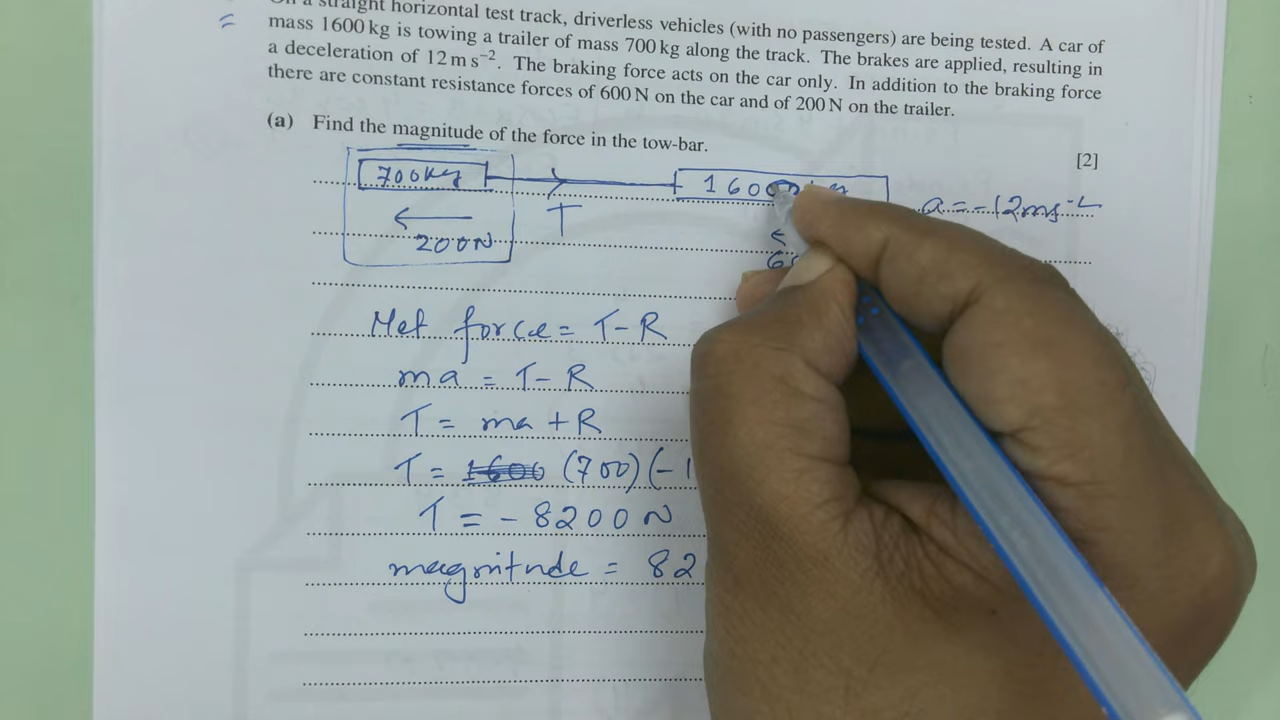 a straight horizontal test track, driverless vehicles (with no passengers) are being tested. A car of
mass 1600 kg is towing a trailer of mass 700 kg along the track. The brakes are applied, resulting in
a deceleration of 12 m s⁻². The braking force acts on the car only. In addition to the braking force
there are constant resistance forces of 600 N on the car and of 200 N on the trailer.
(a) Find the magnitude of the force in the tow-bar.
[2]
700kg
1600
a = -12ms⁻²
T
200N
Net force = T-R
ma = T-R
T = ma + R
T = 1600 (700)(-1
T = - 8200 N
magnitude = 82